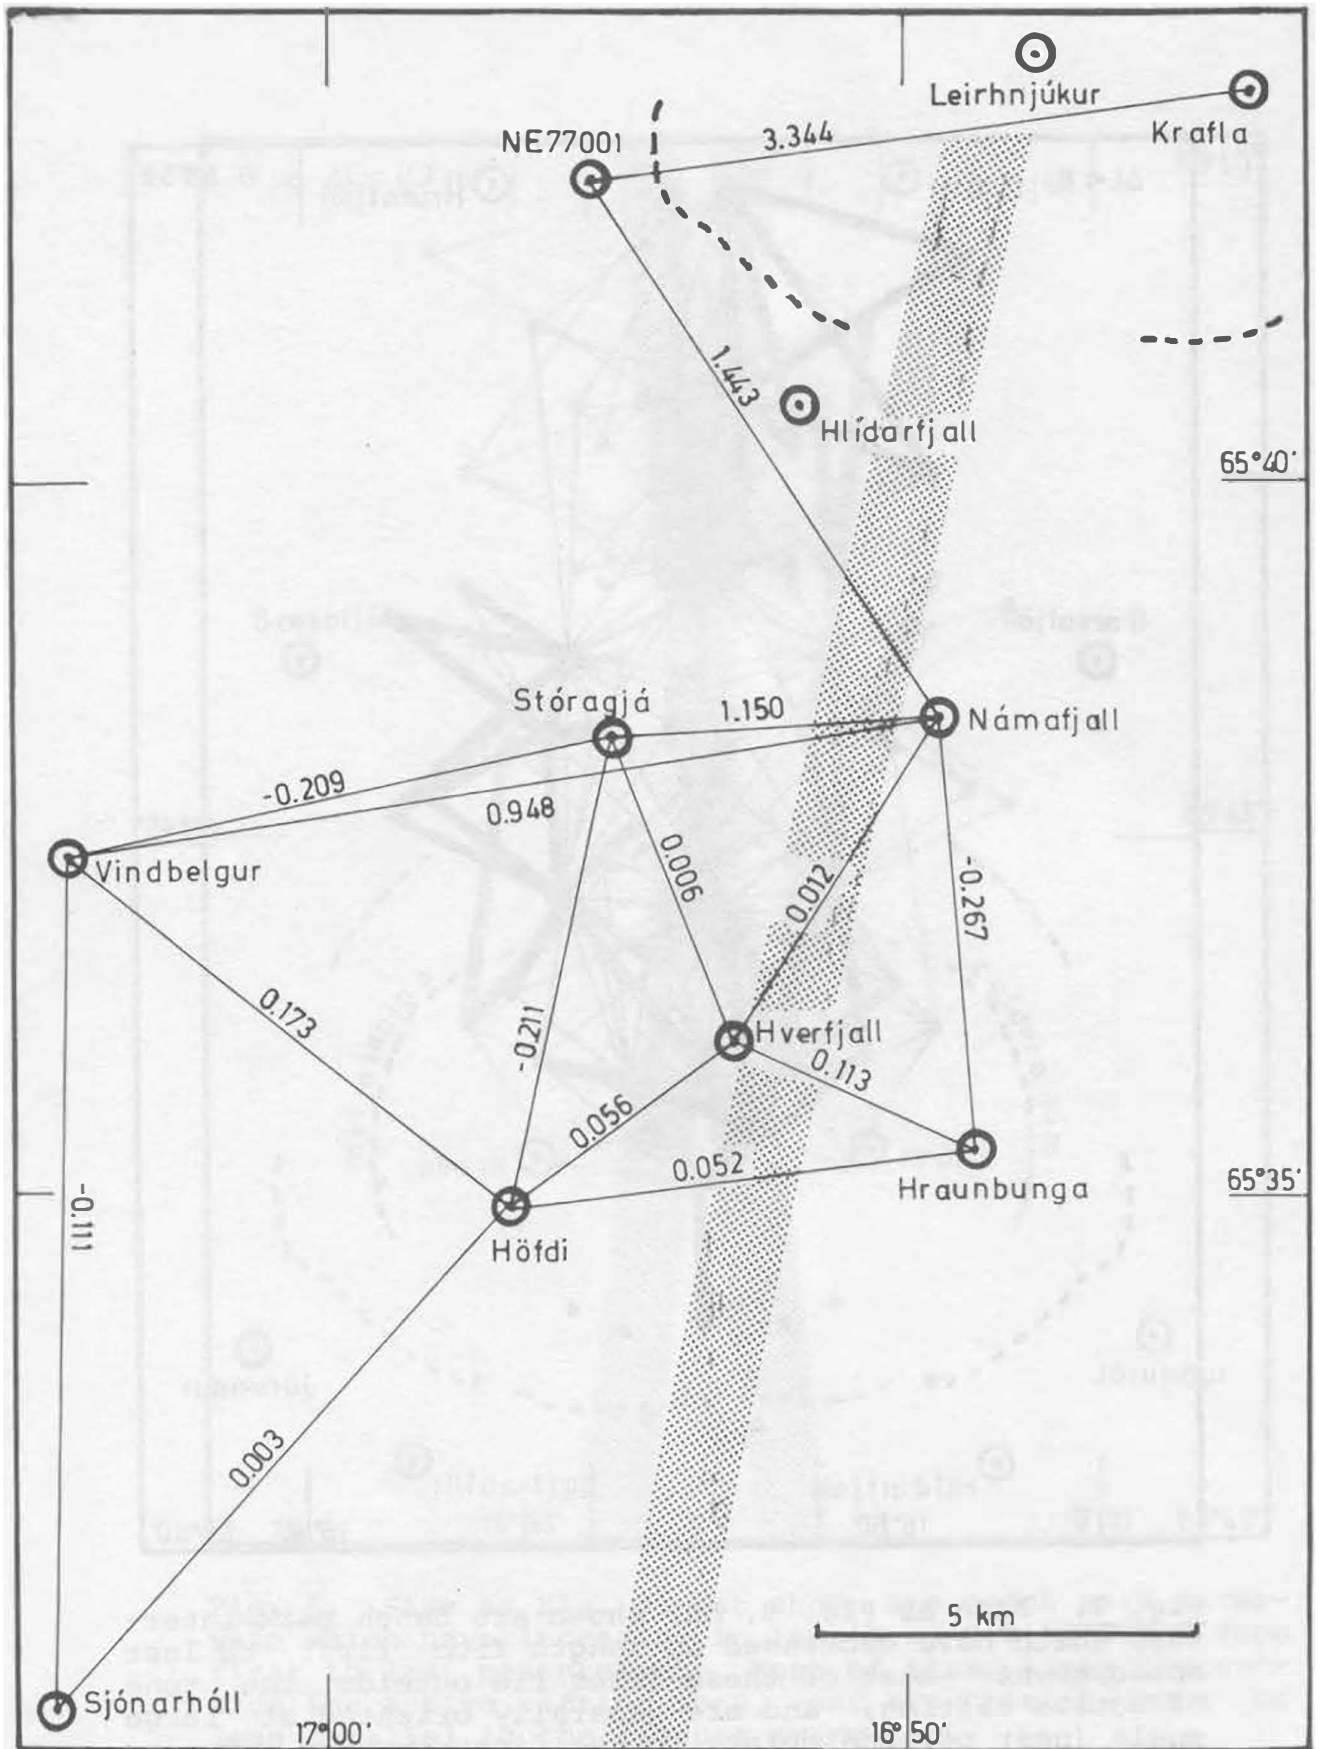 Leirhnjúkur
Krafla
NE77001
3.344
1.443
Hlídarfjall
65°40'
Stóragjá
1.150
Námafjall
-0.209
0.948
Vindbelgur
0.006
0.012
-0.267
0.173
-0.211
Hverfjall
0.113
0.056
0.052
Hraunbunga
65°35'
-0.111
Höfdi
0.003
5 km
Sjónarhóll
17°00'
16°50'